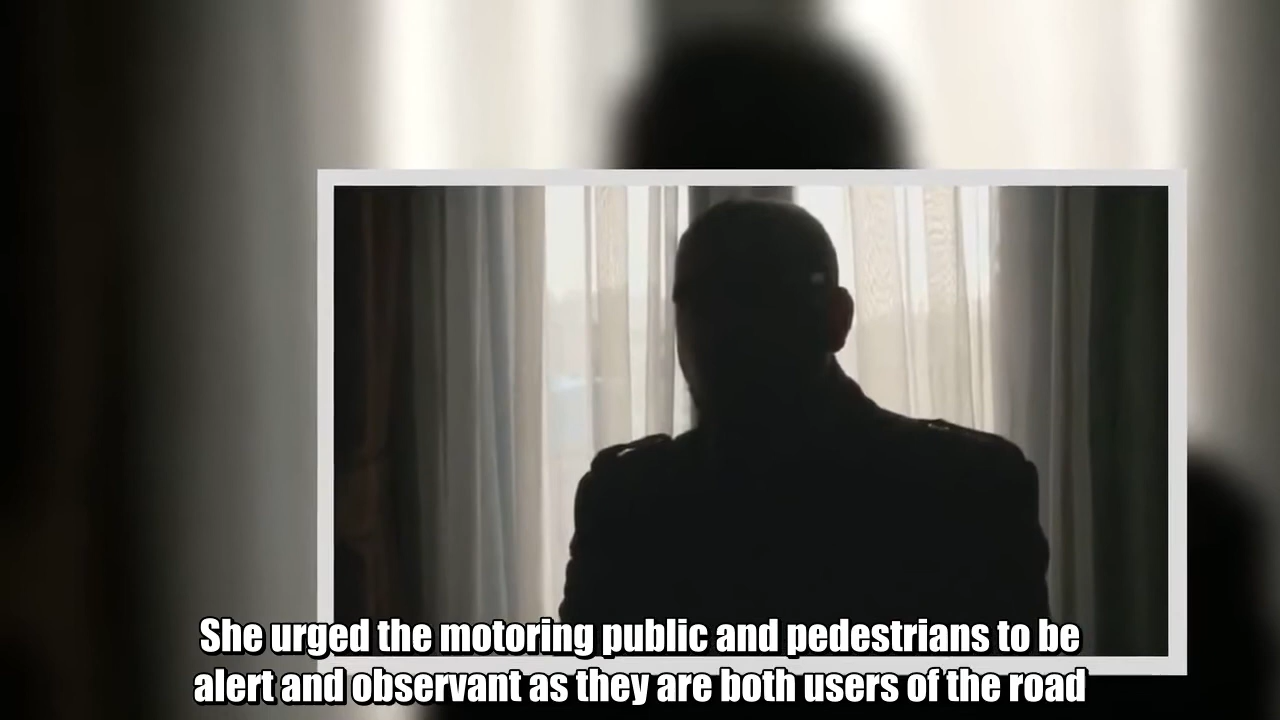 She urged the motoring public and pedestrians to be
alert and observant as they are both users of the road